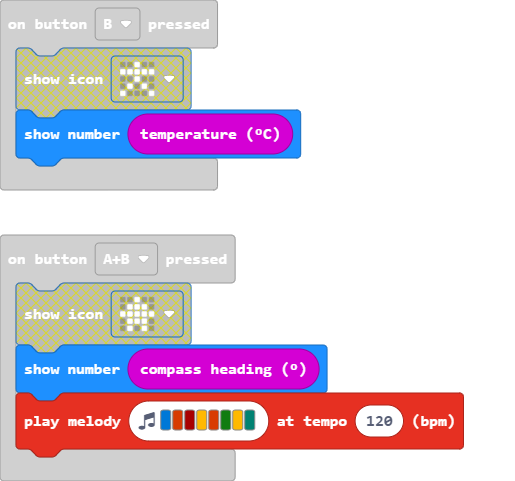 on button B pressed
show icon
show number temperature (ºC)
on button A+B pressed
show icon
show number compass heading (º)
play melody at tempo 120 (bpm)